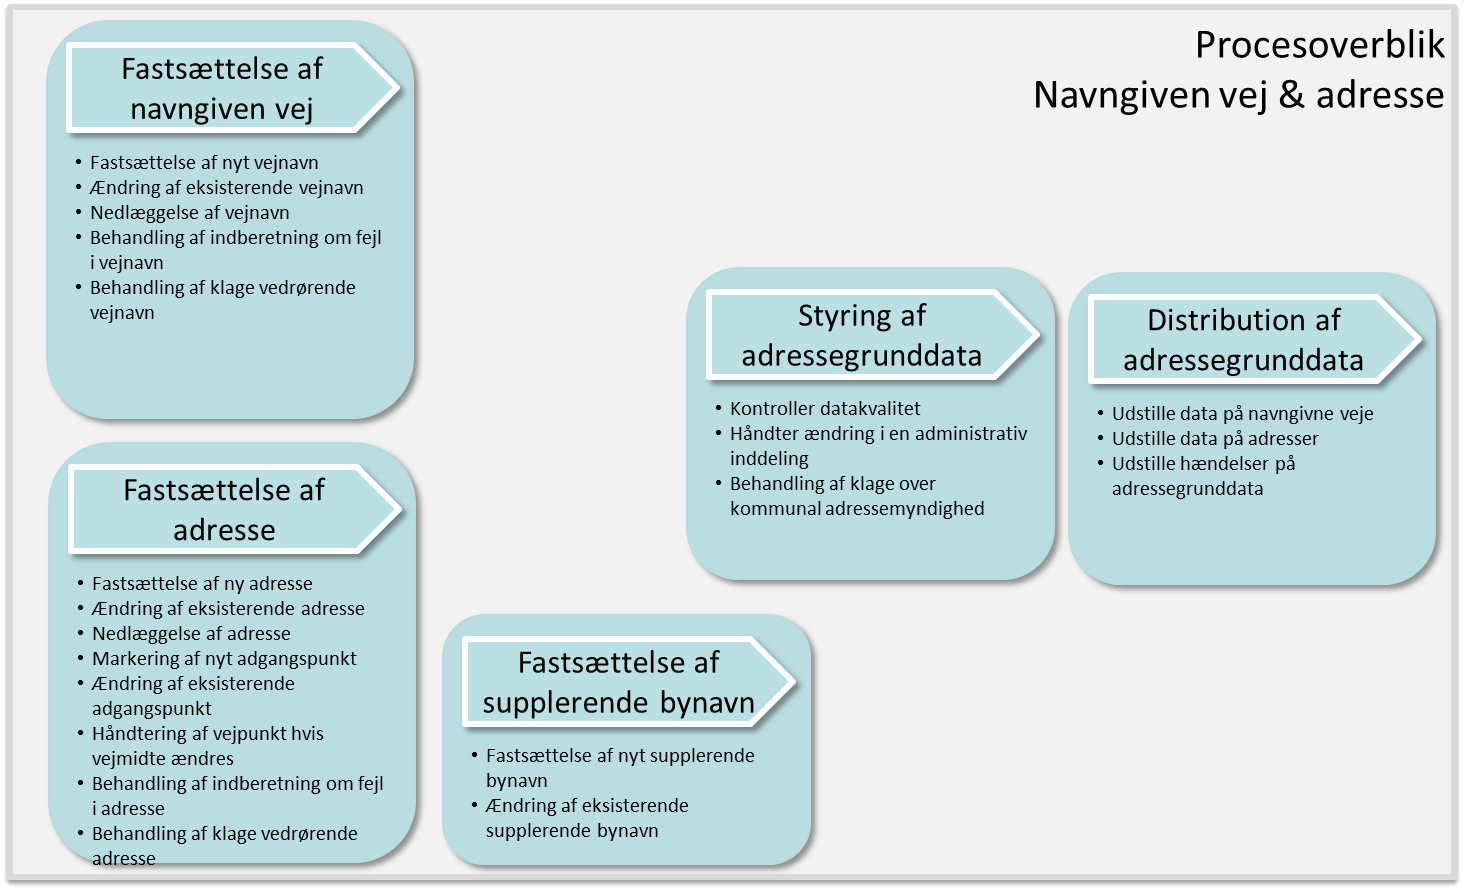 Procesoverblik
Navngiven vej & adresse
Fastsættelse af
navngiven vej
• Fastsættelse af nyt vejnavn
• Ændring af eksisterende vejnavn
• Nedlæggelse af vejnavn
• Behandling af indberetning om fejl
i vejnavn
• Behandling af klage vedrørende
vejnavn
Fastsættelse af
adresse
• Fastsættelse af ny adresse
• Ændring af eksisterende adresse
• Nedlæggelse af adresse
• Markering af nyt adgangspunkt
• Ændring af eksisterende
adgangspunkt
• Håndtering af vejpunkt hvis
vejmidte ændres
• Behandling af indberetning om fejl
i adresse
• Behandling af klage vedrørende
adresse
Fastsættelse af
supplerende bynavn
• Fastsættelse af nyt supplerende
bynavn
• Ændring af eksisterende
supplerende bynavn
Styring af
adressegrunddata
• Kontroller datakvalitet
• Håndter ændring i en administrativ
inddeling
• Behandling af klage over
kommunal adressemyndighed
Distribution af
adressegrunddata
• Udstille data på navngivne veje
• Udstille data på adresser
• Udstille hændelser på
adressegrunddata